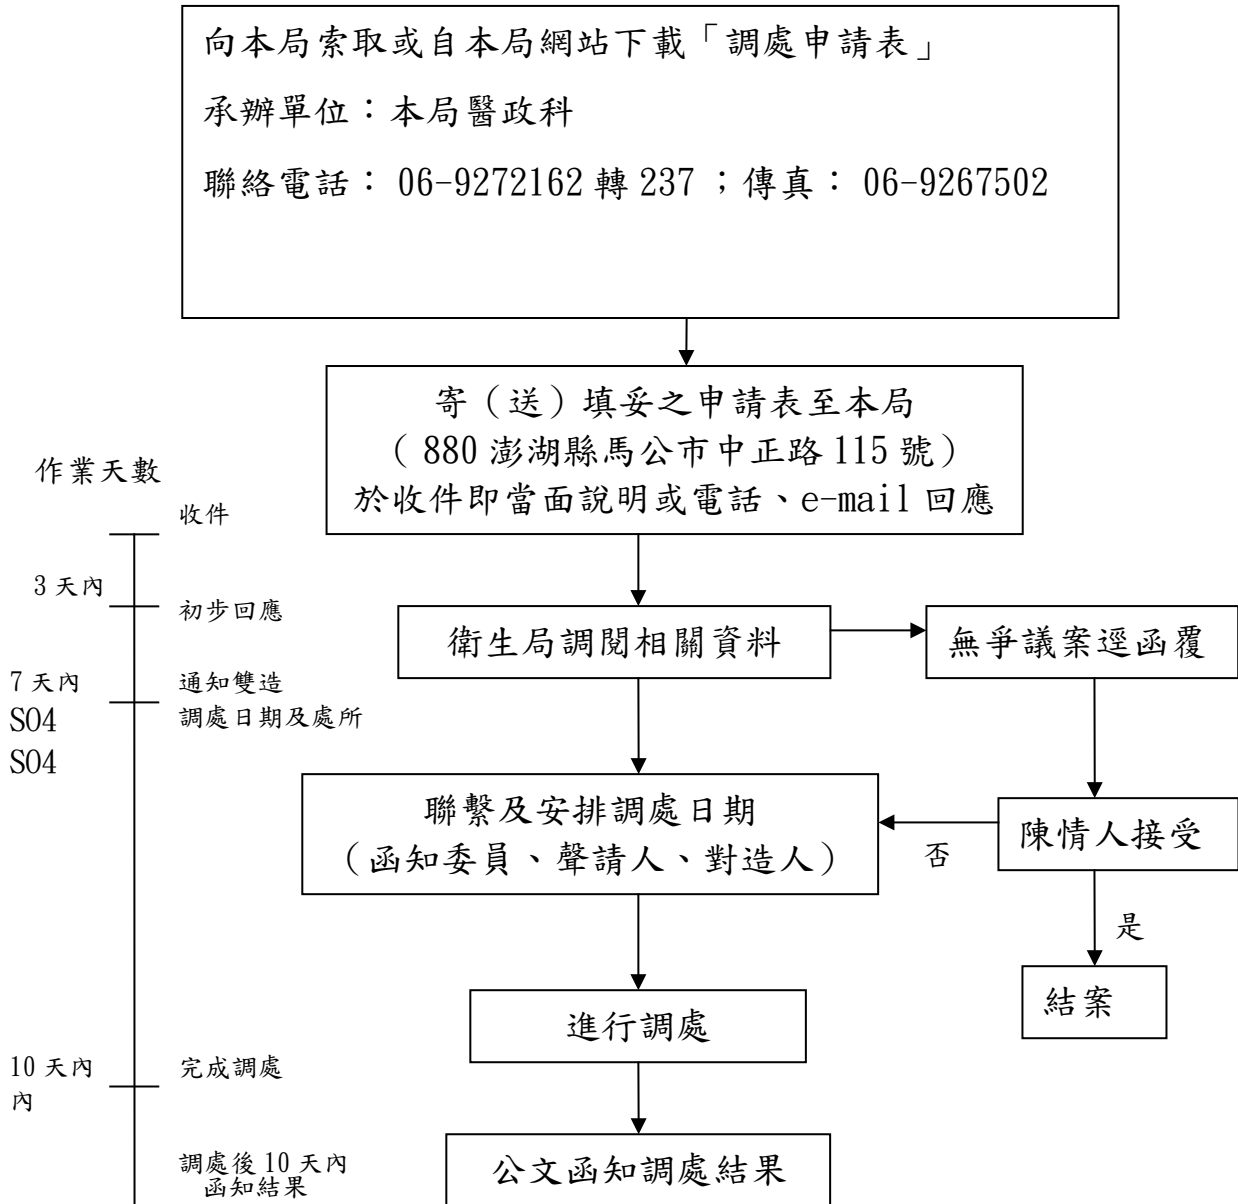 向本局索取或自本局網站下載「調處申請表」
承辦單位：本局醫政科
聯絡電話： 06-9272162 轉 237 ；傳真： 06-9267502
寄（送）填妥之申請表至本局
（ 880 澎湖縣馬公市中正路 115 號）
於收件即當面說明或電話、e-mail 回應
作業天數
收件
3 天內
初步回應
衛生局調閱相關資料
無爭議案逕函覆
7 天內
通知雙造
S04
調處日期及處所
S04
聯繫及安排調處日期
（函知委員、聲請人、對造人）
否
陳情人接受
是
結案
進行調處
10 天內
內
完成調處
調處後 10 天內
函知結果
公文函知調處結果